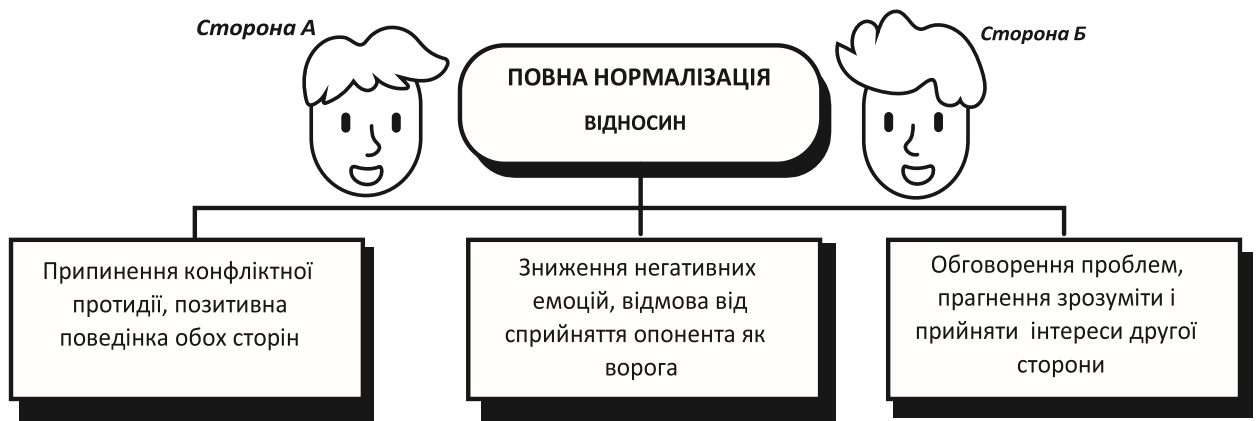 Сторона А
Сторона Б
ПОВНА НОРМАЛІЗАЦІЯ
ВІДНОСИН
Припинення конфліктної
протидії, позитивна
поведінка обох сторін
Зниження негативних
емоцій, відмова від
сприйняття опонента як
ворога
Обговорення проблем,
прагнення зрозуміти і
прийняти інтереси другої
сторони